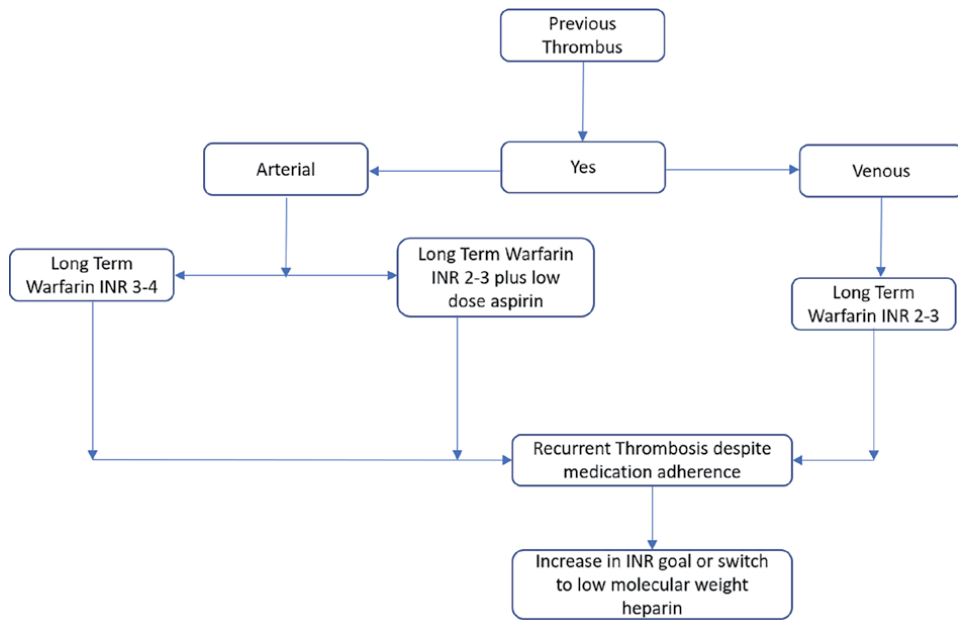 Previous
Thrombus
Arterial
Yes
Venous
Long Term
Warfarin INR 3-4
Long Term Warfarin
INR 2-3 plus low
dose aspirin
Long Term
Warfarin INR 2-3
Recurrent Thrombosis despite
medication adherence
Increase in INR goal or switch
to low molecular weight
heparin